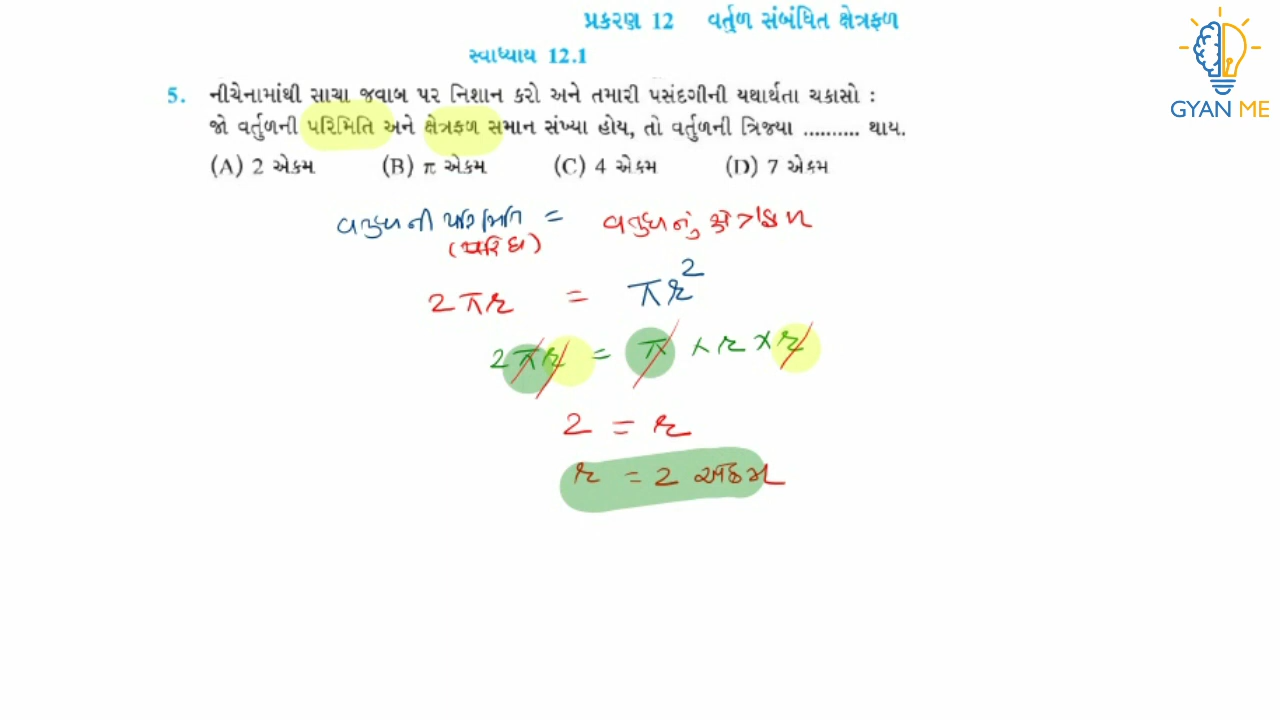 પ્રકરણ 12 વર્તુળ સંબંધિત ક્ષેત્રફળ
સ્વાધ્યાય 12.1
GYAN ME
5. નીચેનામાંથી સાચા જવાબ પર નિશાન કરો અને તમારી પસંદગીની યથાર્થતા ચકાસો :
જો વર્તુળની પરિમિતિ અને ક્ષેત્રફળ સમાન સંખ્યા હોય, તો વર્તુળની ત્રિજ્યા .......... થાય.
(A) 2 એકમ (B) π એકમ (C) 4 એકમ (D) 7 એકમ
વર્તુળની પરિમિતિ = વર્તુળનું ક્ષેત્રફળ
(પરિઘ)
2πr = πr²
2πr = π × r × r
2 = r
r = 2 એકમ